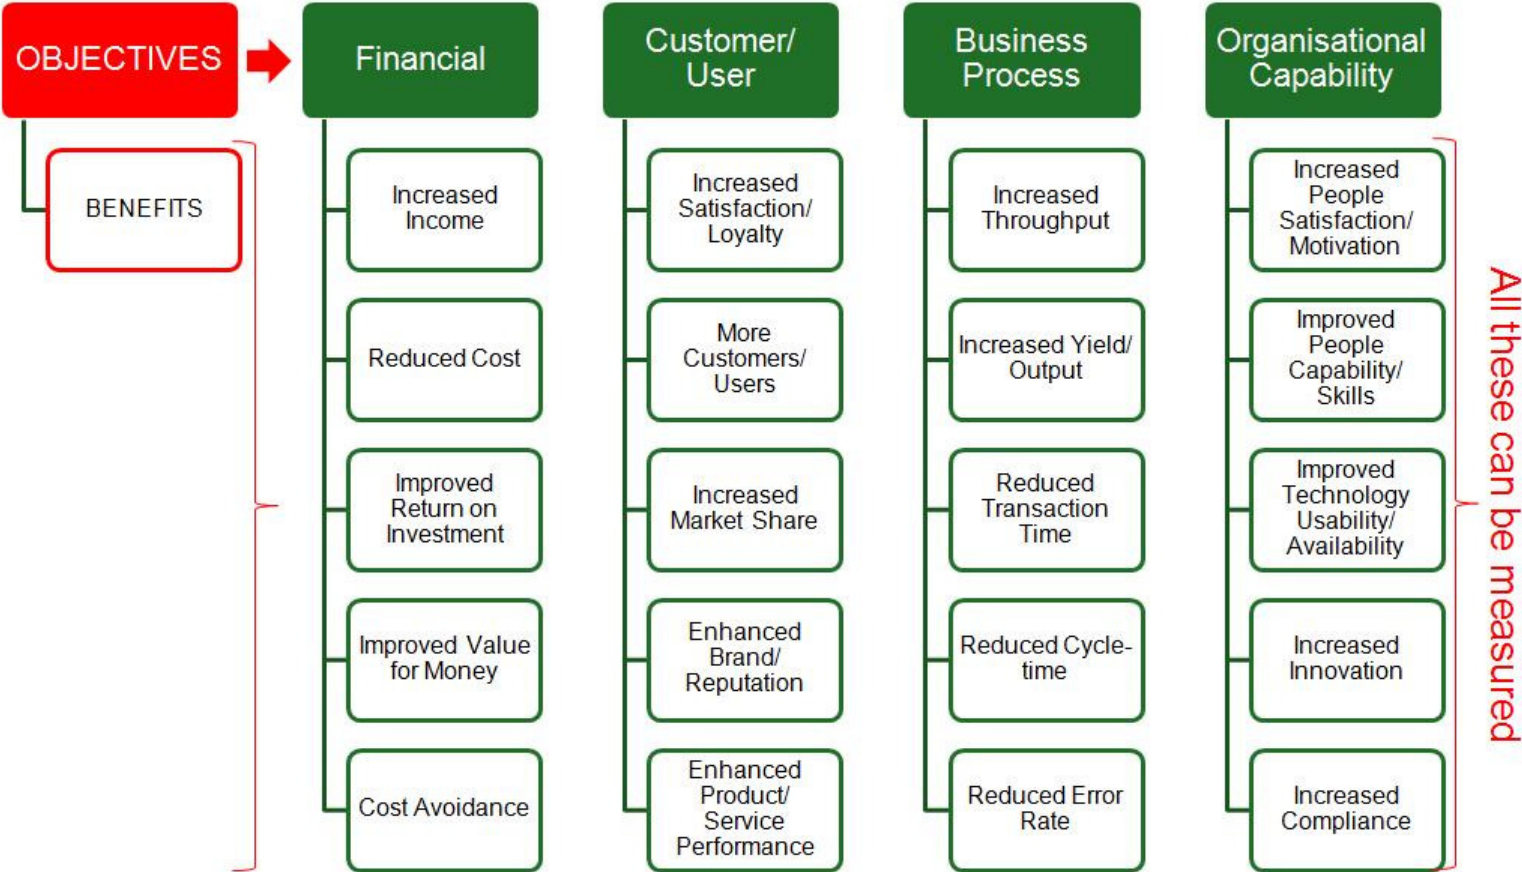 OBJECTIVES
BENEFITS
Financial
Increased
Income
Reduced Cost
Improved
Return on
Investment
Improved Value
for Money
Cost Avoidance
Customer/
User
Increased
Satisfaction/
Loyalty
More
Customers/
Users
Increased
Market Share
Enhanced
Brand/
Reputation
Enhanced
Product/
Service
Performance
Business
Process
Increased
Throughput
Increased Yield/
Output
Reduced
Transaction
Time
Reduced Cycle-
time
Reduced Error
Rate
Organisational
Capability
Increased
People
Satisfaction/
Motivation
Improved
People
Capability/
Skills
Improved
Technology
Usability/
Availability
Increased
Innovation
Increased
Compliance
All these can be measured